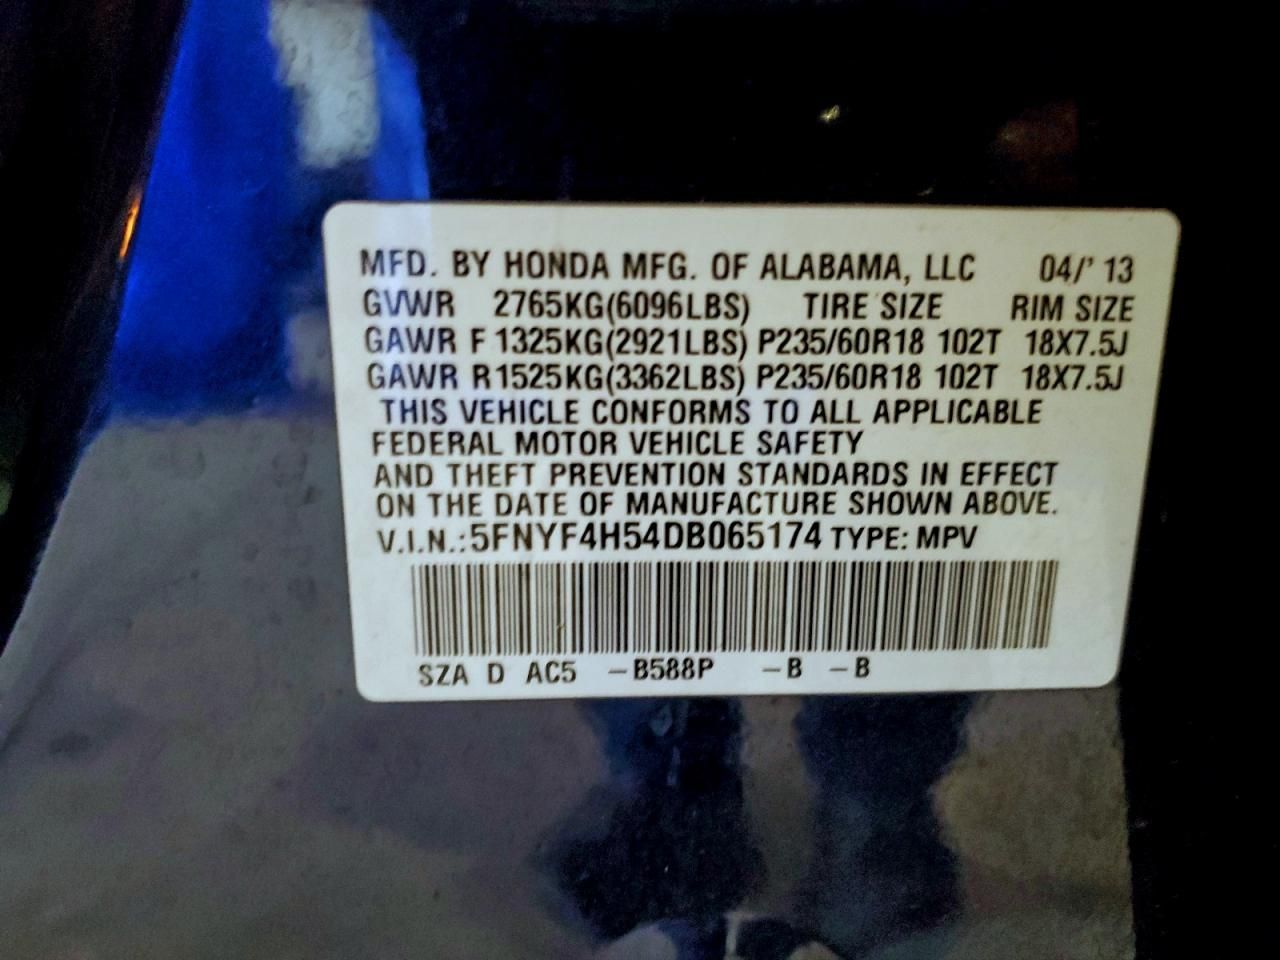 MFD. BY HONDA MFG. OF ALABAMA, LLC 04/' 13
GVWR 2765KG(6096LBS) TIRE SIZE RIM SIZE
GAWR F 1325KG(2921LBS) P235/60R18 102T 18X7.5J
GAWR R1525KG(3362LBS) P235/60R18 102T 18X7.5J
THIS VEHICLE CONFORMS TO ALL APPLICABLE
FEDERAL MOTOR VEHICLE SAFETY
AND THEFT PREVENTION STANDARDS IN EFFECT
ON THE DATE OF MANUFACTURE SHOWN ABOVE.
V.I.N.:5FNYF4H54DB065174 TYPE: MPV
SZA D AC5 –B588P –B –B